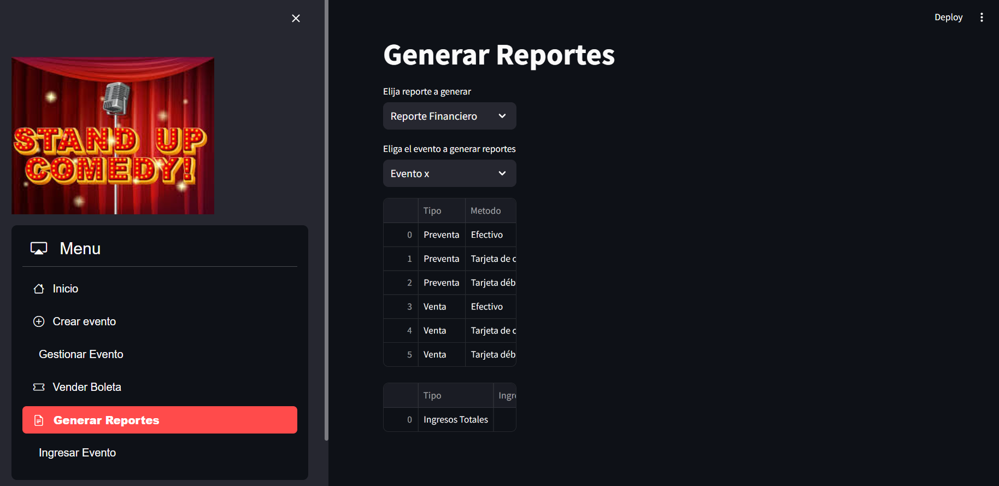 Deploy
STAND UP
COMEDY!
Menu
Inicio
Crear evento
Gestionar Evento
Vender Boleta
Generar Reportes
Ingresar Evento
Generar Reportes
Elija reporte a generar
Reporte Financiero
Eliga el evento a generar reportes
Evento x
Tipo Metodo
0 Preventa Efectivo
1 Preventa Tarjeta de c
2 Preventa Tarjeta déb
3 Venta Efectivo
4 Venta Tarjeta de c
5 Venta Tarjeta déb
Tipo Ingre
0 Ingresos Totales